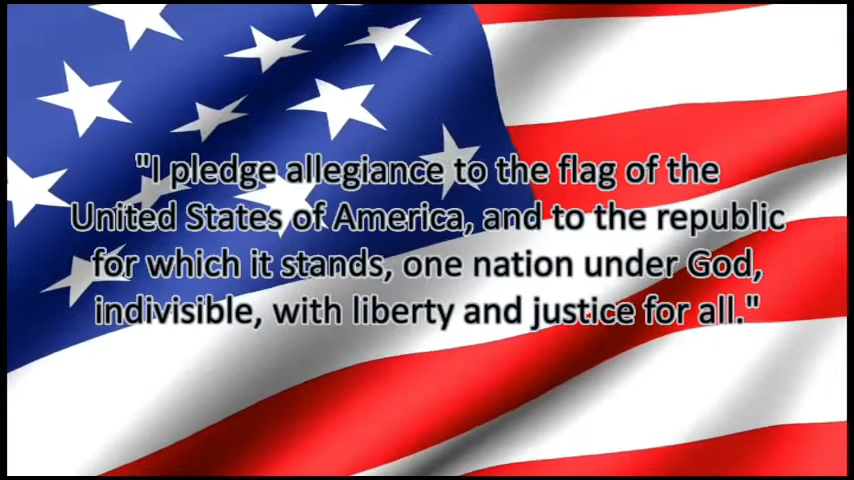 "I pledge allegiance to the flag of the
United States of America, and to the republic
for which it stands, one nation under God,
indivisible, with liberty and justice for all."